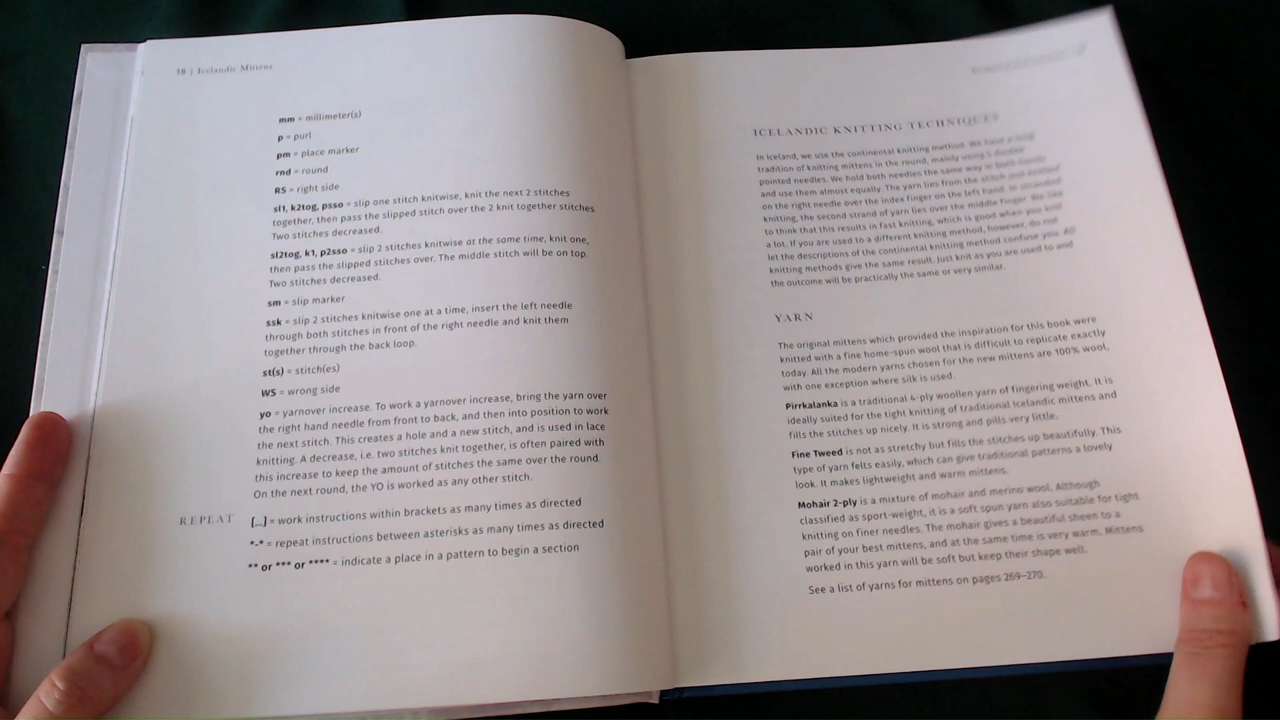 18 | Icelandic Mittens
mm = millimeter(s)
p = purl
pm = place marker
rnd = round
RS = right side
sl1, k2tog, psso = slip one stitch knitwise, knit the next 2 stitches
together, then pass the slipped stitch over the 2 knit together stitches.
Two stitches decreased.
sl2tog, k1, p2sso = slip 2 stitches knitwise at the same time, knit one,
then pass the slipped stitches over. The middle stitch will be on top.
Two stitches decreased.
sm = slip marker
ssk = slip 2 stitches knitwise one at a time, insert the left needle
through both stitches in front of the right needle and knit them
together through the back loop.
st(s) = stitch(es)
WS = wrong side
yo = yarnover increase. To work a yarnover increase, bring the yarn over
the right hand needle from front to back, and then into position to work
the next stitch. This creates a hole and a new stitch, and is used in lace
knitting. A decrease, i.e. two stitches knit together, is often paired with
this increase to keep the amount of stitches the same over the round.
On the next round, the YO is worked as any other stitch.
REPEAT
[...] = work instructions within brackets as many times as directed
*-* = repeat instructions between asterisks as many times as directed
** or *** or **** = indicate a place in a pattern to begin a section
ICELANDIC KNITTING TECHNIQUES
In Iceland, we use the continental knitting method. We have a long
tradition of knitting mittens in the round, mainly using 5 double
pointed needles. We hold both needles the same way in both hands
and use them almost equally. The yarn lies from the stitch just knitted
on the right needle over the index finger on the left hand. In stranded
knitting, the second strand of yarn lies over the middle finger. We like
to think that this results in fast knitting, which is good when you knit
a lot. If you are used to a different knitting method, however, do not
let the descriptions of the continental knitting method confuse you. All
knitting methods give the same result. Just knit as you are used to and
the outcome will be practically the same or very similar.
YARN
The original mittens which provided the inspiration for this book were
knitted with a fine home-spun wool that is difficult to replicate exactly
today. All the modern yarns chosen for the new mittens are 100% wool,
with one exception where silk is used.
Pirrkalanka is a traditional 4-ply woollen yarn of fingering weight. It is
ideally suited for the tight knitting of traditional Icelandic mittens and
fills the stitches up nicely. It is strong and pills very little.
Fine Tweed is not as stretchy but fills the stitches up beautifully. This
type of yarn felts easily, which can give traditional patterns a lovely
look. It makes lightweight and warm mittens.
Mohair 2-ply is a mixture of mohair and merino wool. Although
classified as sport-weight, it is a soft spun yarn also suitable for tight
knitting on finer needles. The mohair gives a beautiful sheen to a
pair of your best mittens, and at the same time is very warm. Mittens
worked in this yarn will be soft but keep their shape well.
See a list of yarns for mittens on pages 269–270.